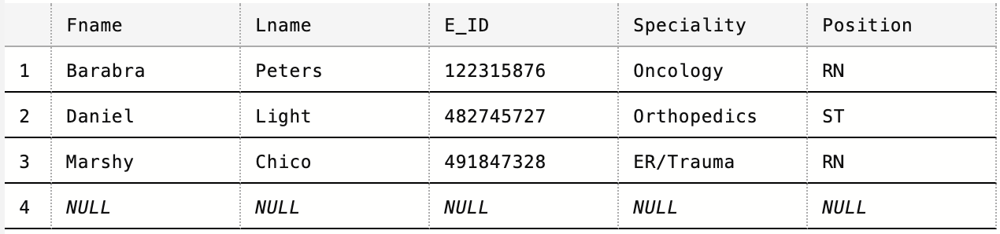 Fname Lname E_ID Speciality Position
1 Barabra Peters 122315876 Oncology RN
2 Daniel Light 482745727 Orthopedics ST
3 Marshy Chico 491847328 ER/Trauma RN
4 NULL NULL NULL NULL NULL